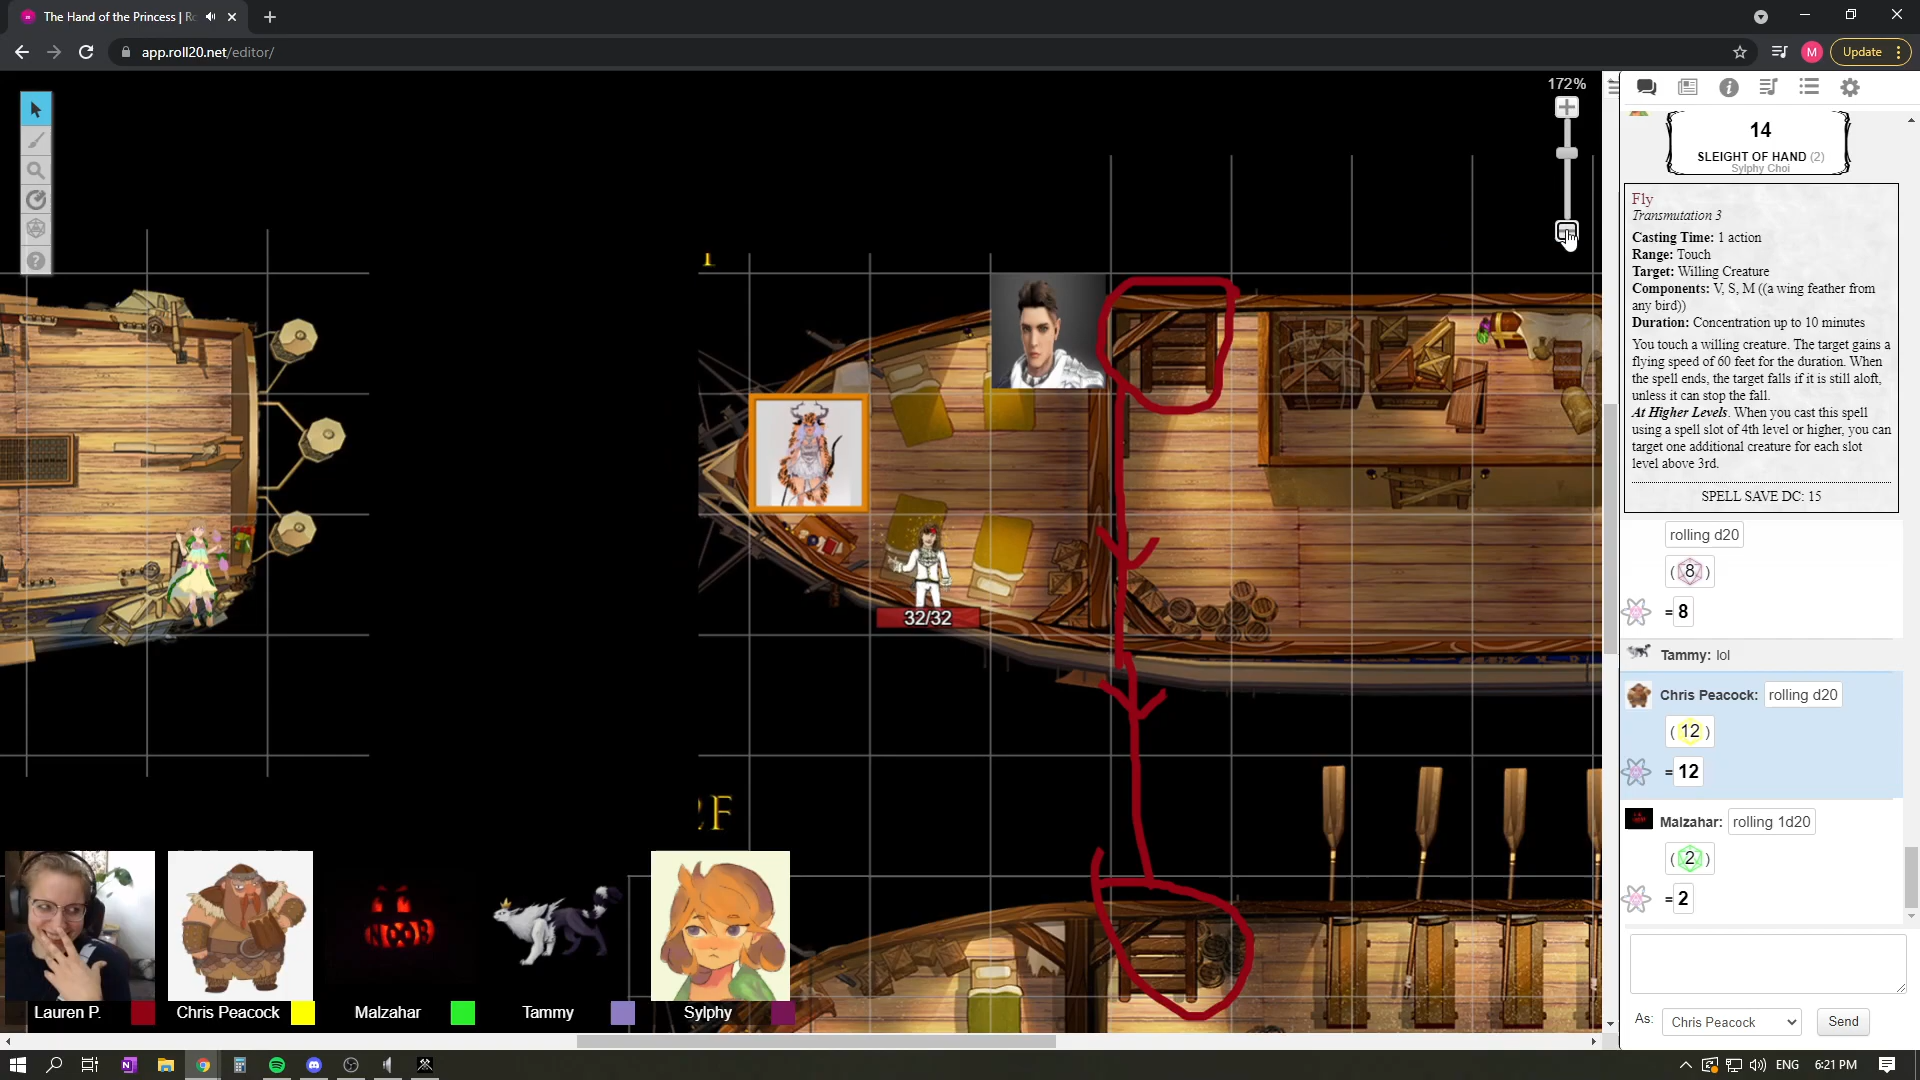 The Hand of the Princess | Ro
app.roll20.net/editor/
M
Update
172%
14
SLEIGHT OF HAND (2)
Sylphy Choi
Fly
Transmutation 3
Casting Time: 1 action
Range: Touch
Target: Willing Creature
Components: V, S, M ((a wing feather from
any bird))
Duration: Concentration up to 10 minutes
You touch a willing creature. The target gains a
flying speed of 60 feet for the duration. When
the spell ends, the target falls if it is still aloft,
unless it can stop the fall.
At Higher Levels. When you cast this spell
using a spell slot of 4th level or higher, you can
target one additional creature for each slot
level above 3rd.
SPELL SAVE DC: 15
rolling d20
(8)
=8
Tammy: lol
Chris Peacock: rolling d20
(12)
=12
Malzahar: rolling 1d20
(2)
=2
As: Chris Peacock Send
32/32
2F
NOOB
Lauren P. Chris Peacock Malzahar Tammy Sylphy
ENG 6:21 PM